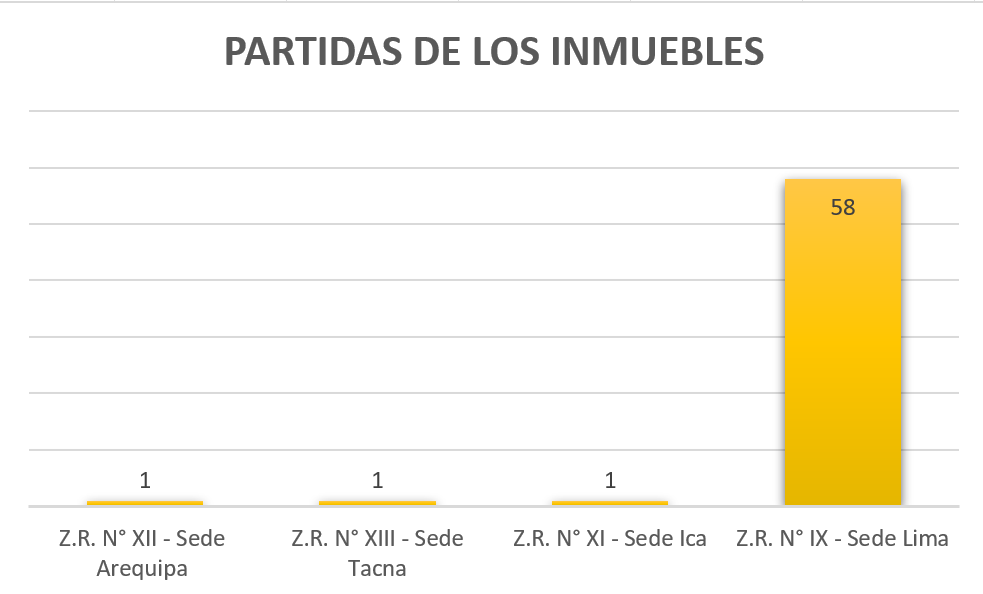 PARTIDAS DE LOS INMUEBLES
58
1
1
1
Z.R. N° XII - Sede
Arequipa
Z.R. N° XIII - Sede
Tacna
Z.R. N° XI - Sede Ica
Z.R. N° IX - Sede Lima